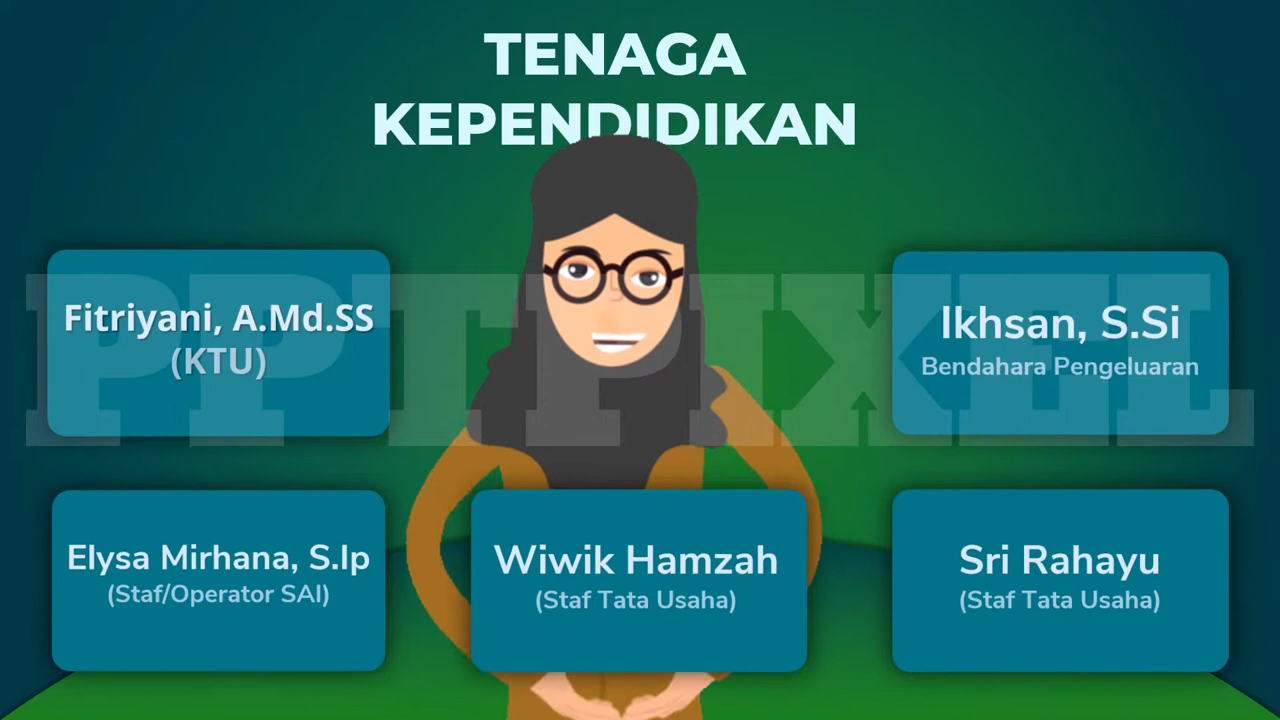 TENAGA
KEPENDIDIKAN
Fitriyani, A.Md.SS
(KTU)
Ikhsan, S.Si
Bendahara Pengeluaran
PPTPIXEL
Elysa Mirhana, S.Ip
(Staf/Operator SAI)
Wiwik Hamzah
(Staf Tata Usaha)
Sri Rahayu
(Staf Tata Usaha)